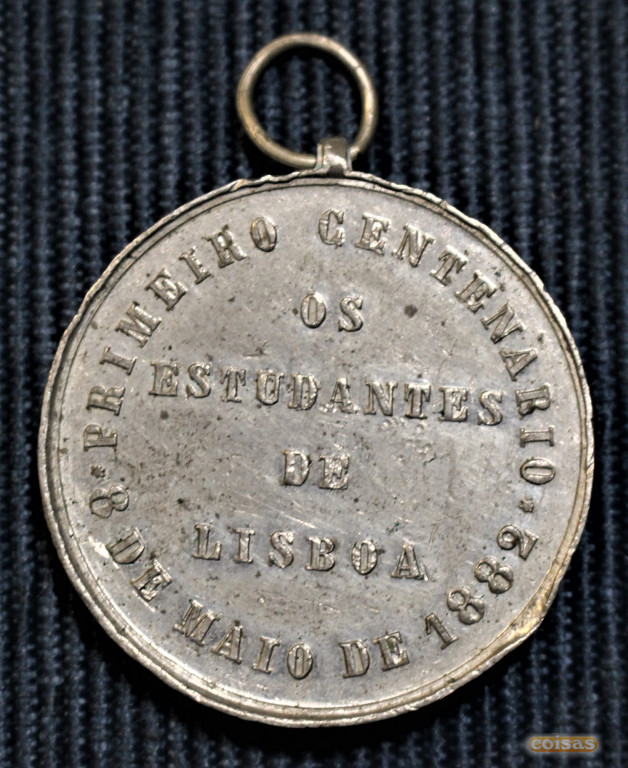 PRIMEIRO CENTENARIO
OS
ESTUDANTES
DE
LISBOA
8 DE MAIO DE 1882
coisas